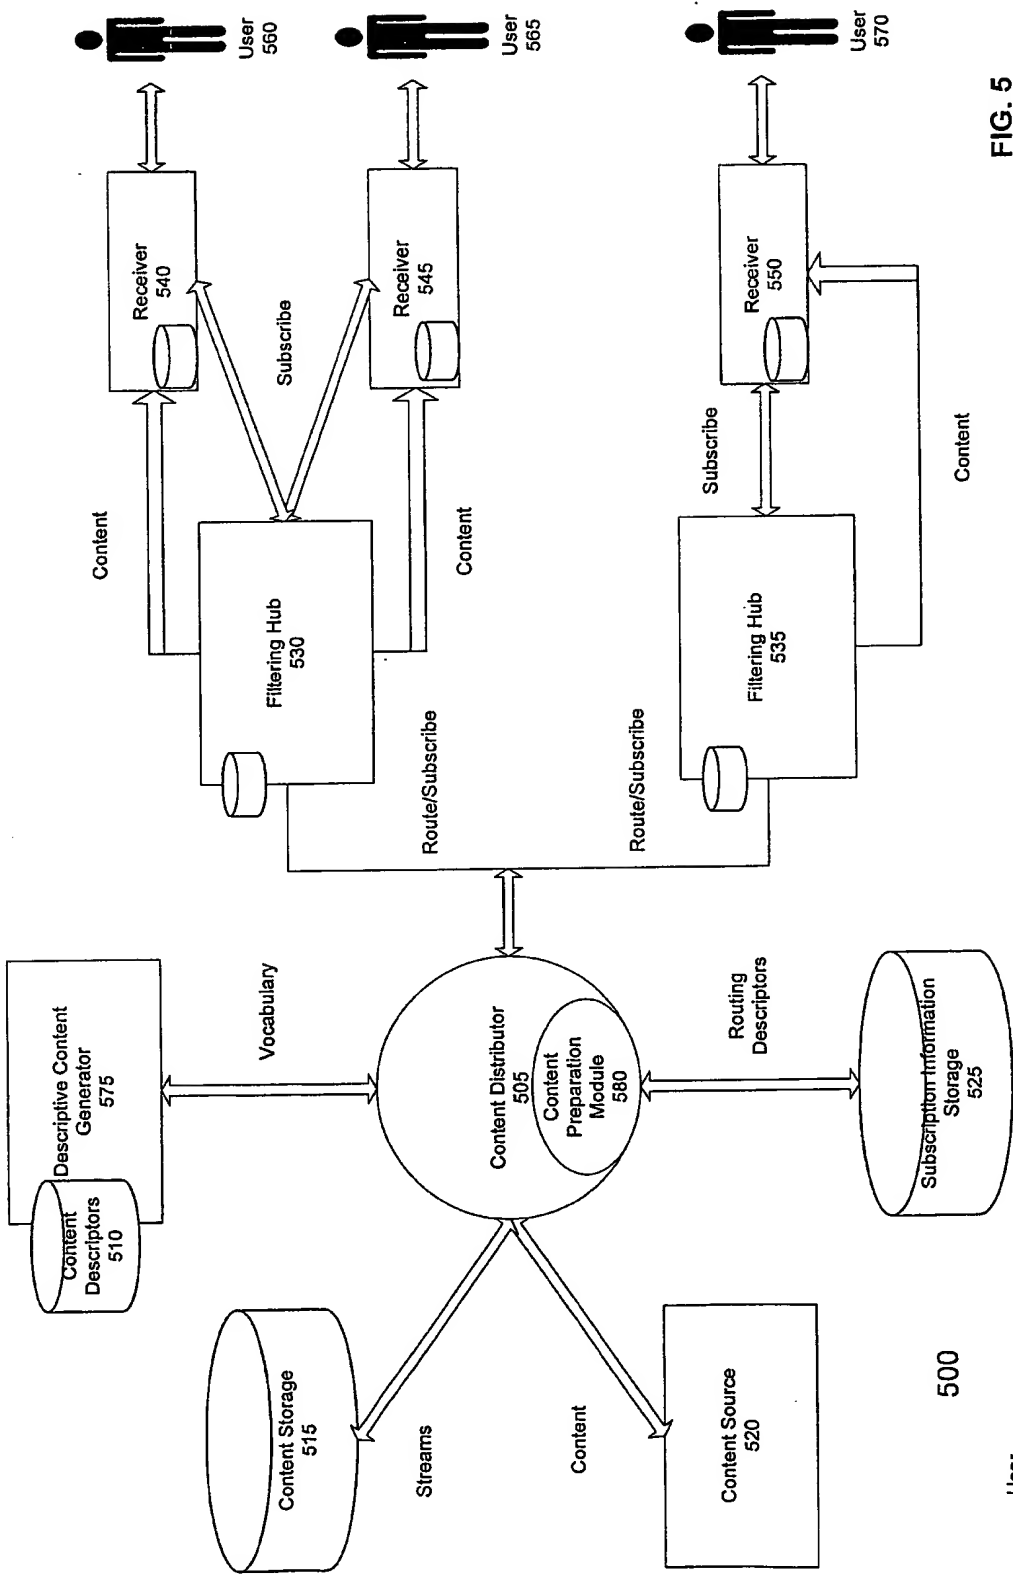 Content Storage
515
Streams
Content
Content Source
520
500
Content
Descriptors
510
Descriptive Content
Generator
575
Vocabulary
Content Distributor
505
Content
Preparation
Module
580
Routing
Descriptors
Subscription Information
Storage
525
Route/Subscribe
Route/Subscribe
Filtering Hub
530
Filtering Hub
535
Content
Content
Subscribe
Subscribe
Content
Receiver
540
Receiver
545
Receiver
550
User
560
User
565
User
570
FIG. 5